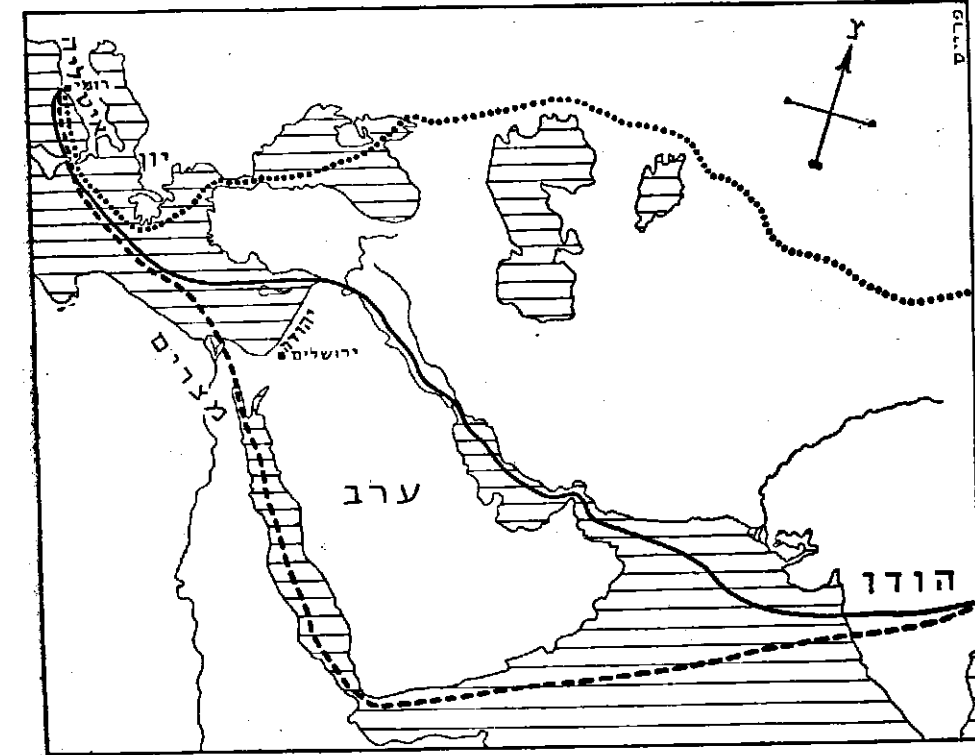 צ
איטליה
רומי
יון
יהודה
ירושלים
מצרים
ערב
הודו